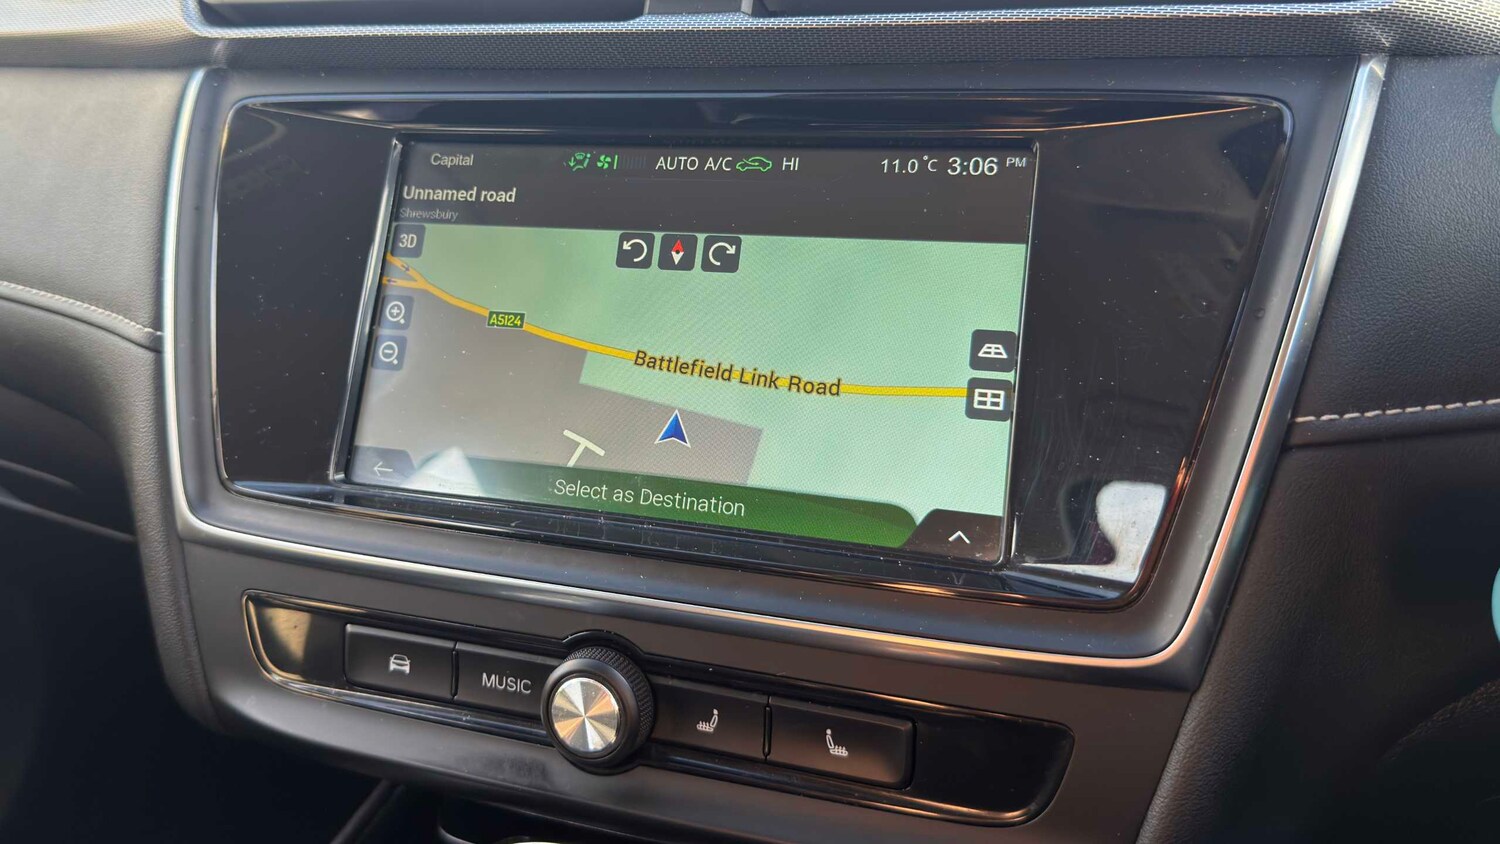 Capital AUTO A/C HI 11.0°C 3:06 PM
Unnamed road
Shrewsbury
3D
A5124
Battlefield Link Road
Select as Destination
MUSIC